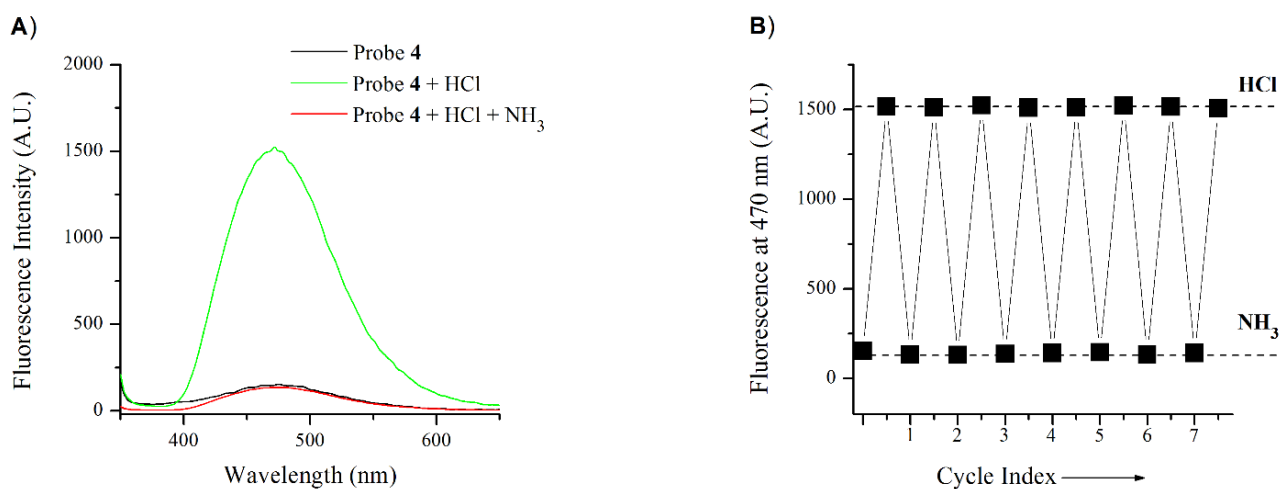 A)
Probe 4
Probe 4 + HCl
Probe 4 + HCl + NH3
Fluorescence Intensity (A.U.)
2000
1500
1000
500
0
400
500
600
Wavelength (nm)
B)
HCl
NH3
Fluorescence at 470 nm (A.U.)
1500
1000
500
0
1
2
3
4
5
6
7
Cycle Index